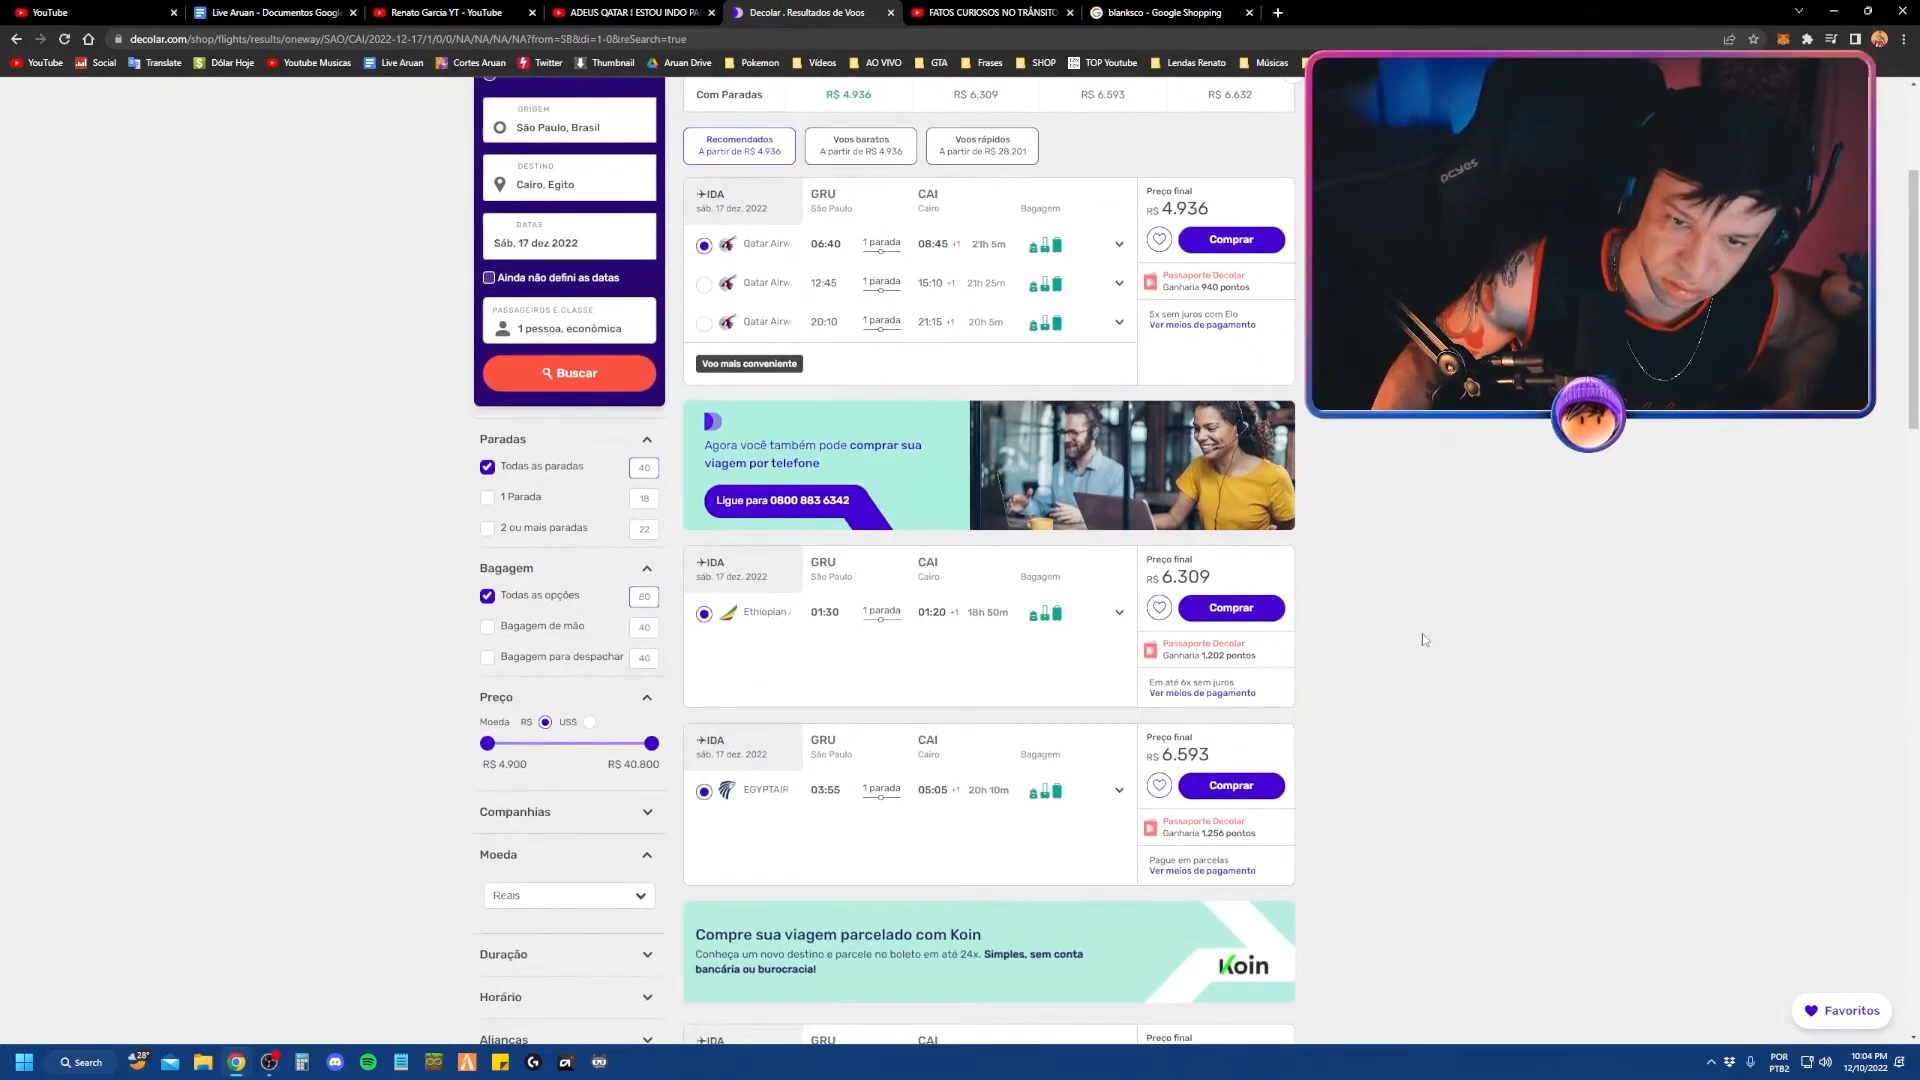 YouTube
Live Aruan - Documentos Google
Renato Garcia YT - YouTube
ADEUS QATAR ! ESTOU INDO PA
Decolar . Resultados de Voos
FATOS CURIOSOS NO TRÂNSITO
blanksco - Google Shopping
decolar.com/shop/flights/results/oneway/SAO/CAI/2022-12-17/1/0/0/NA/NA/NA/NA?from=SB&di=1-0&reSearch=true
YouTube Social Translate Dólar Hoje Youtube Musicas Live Aruan Cortes Aruan Twitter Thumbnail Aruan Drive Pokemon Vídeos AO VIVO GTA Frases SHOP TOP Youtube Lendas Renato Músicas
ORIGEM
São Paulo, Brasil
DESTINO
Cairo, Egito
DATAS
Sáb, 17 dez 2022
Ainda não defini as datas
PASSAGEIROS E CLASSE
1 pessoa, econômica
Buscar
Paradas
Todas as paradas 40
1 Parada 18
2 ou mais paradas 22
Bagagem
Todas as opções 80
Bagagem de mão 40
Bagagem para despachar 40
Preço
Moeda R$ US$
R$ 4.900 R$ 40.800
Companhias
Moeda
Reais
Duração
Horário
Alianças
Com Paradas R$ 4.936 R$ 6.309 R$ 6.593 R$ 6.632
Recomendados
A partir de R$ 4.936
Voos baratos
A partir de R$ 4.936
Voos rápidos
A partir de R$ 28.201
IDA GRU CAI
sáb. 17 dez. 2022 São Paulo Cairo Bagagem
Qatar Airw. 06:40 1 parada 08:45 +1 21h 5m
Qatar Airw. 12:45 1 parada 15:10 +1 21h 25m
Qatar Airw. 20:10 1 parada 21:15 +1 20h 5m
Voo mais conveniente
Preço final
R$ 4.936
Comprar
Passaporte Decolar
Ganharia 940 pontos
5x sem juros com Elo
Ver meios de pagamento
Agora você também pode comprar sua
viagem por telefone
Ligue para 0800 883 6342
IDA GRU CAI
sáb. 17 dez. 2022 São Paulo Cairo Bagagem
Ethiopian A 01:30 1 parada 01:20 +1 18h 50m
Preço final
R$ 6.309
Comprar
Passaporte Decolar
Ganharia 1.202 pontos
Em até 6x sem juros
Ver meios de pagamento
IDA GRU CAI
sáb. 17 dez. 2022 São Paulo Cairo Bagagem
EGYPTAIR 03:55 1 parada 05:05 +1 20h 10m
Preço final
R$ 6.593
Comprar
Passaporte Decolar
Ganharia 1.256 pontos
Pague em parcelas
Ver meios de pagamento
Compre sua viagem parcelado com Koin
Conheça um novo destino e parcele no boleto em até 24x. Simples, sem conta
bancária ou burocracia!
Koin
IDA GRU CAI
Preço final
pcyes
Favoritos
Search
28°
POR
PTB2
10:04 PM
12/10/2022